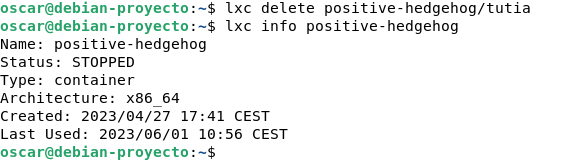 oscar@debian-proyecto:~$ lxc delete positive-hedgehog/tutia
oscar@debian-proyecto:~$ lxc info positive-hedgehog
Name: positive-hedgehog
Status: STOPPED
Type: container
Architecture: x86_64
Created: 2023/04/27 17:41 CEST
Last Used: 2023/06/01 10:56 CEST
oscar@debian-proyecto:~$